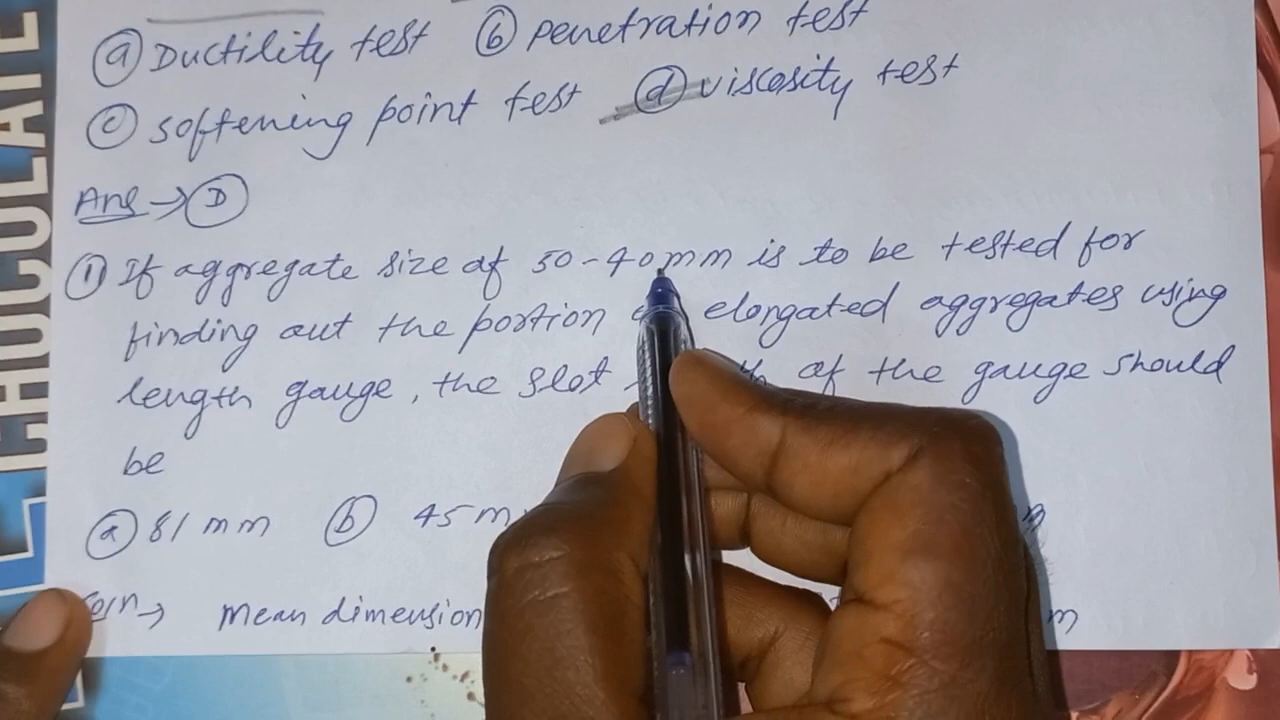 ⓐ Ductility test ⓑ penetration test
ⓒ softening point test ⓓ viscosity test
Ans → Ⓓ
① If aggregate size of 50-40mm is to be tested for
finding out the portion elongated aggregates using
length gauge, the slot of the gauge should
be
ⓐ 81 mm ⓑ 45 m
Mean dimension m